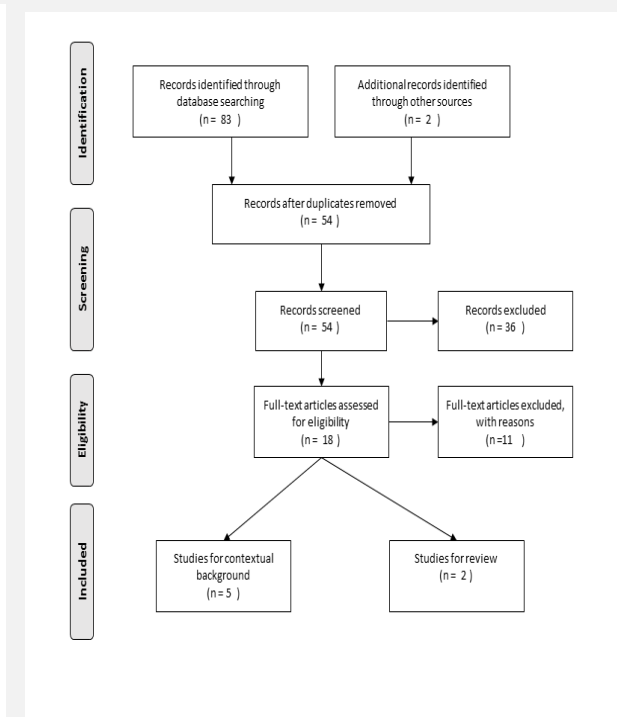 Identification
Records identified through
database searching
(n= 83 )
Additional records identified
through other sources
(n= 2 )
Records after duplicates removed
(n= 54 )
Screening
Records screened
(n= 54 )
Records excluded
(n= 36 )
Eligibility
Full-text articles assessed
for eligibility
(n= 18 )
Full-text articles excluded,
with reasons
(n=11 )
Included
Studies for contextual
background
(n= 5 )
Studies for review
(n= 2 )